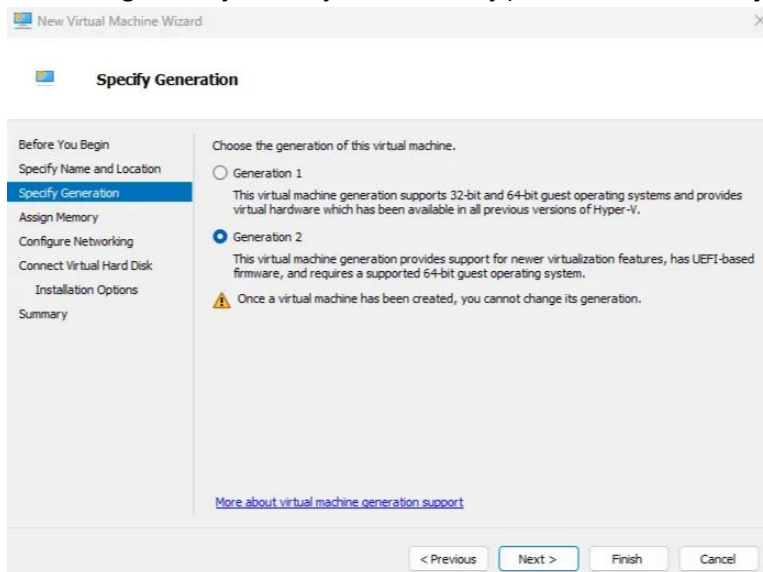 New Virtual Machine Wizard
Specify Generation
Before You Begin
Specify Name and Location
Specify Generation
Assign Memory
Configure Networking
Connect Virtual Hard Disk
Installation Options
Summary
Choose the generation of this virtual machine.
Generation 1
This virtual machine generation supports 32-bit and 64-bit guest operating systems and provides
virtual hardware which has been available in all previous versions of Hyper-V.
Generation 2
This virtual machine generation provides support for newer virtualization features, has UEFI-based
firmware, and requires a supported 64-bit guest operating system.
Once a virtual machine has been created, you cannot change its generation.
More about virtual machine generation support
< Previous
Next >
Finish
Cancel